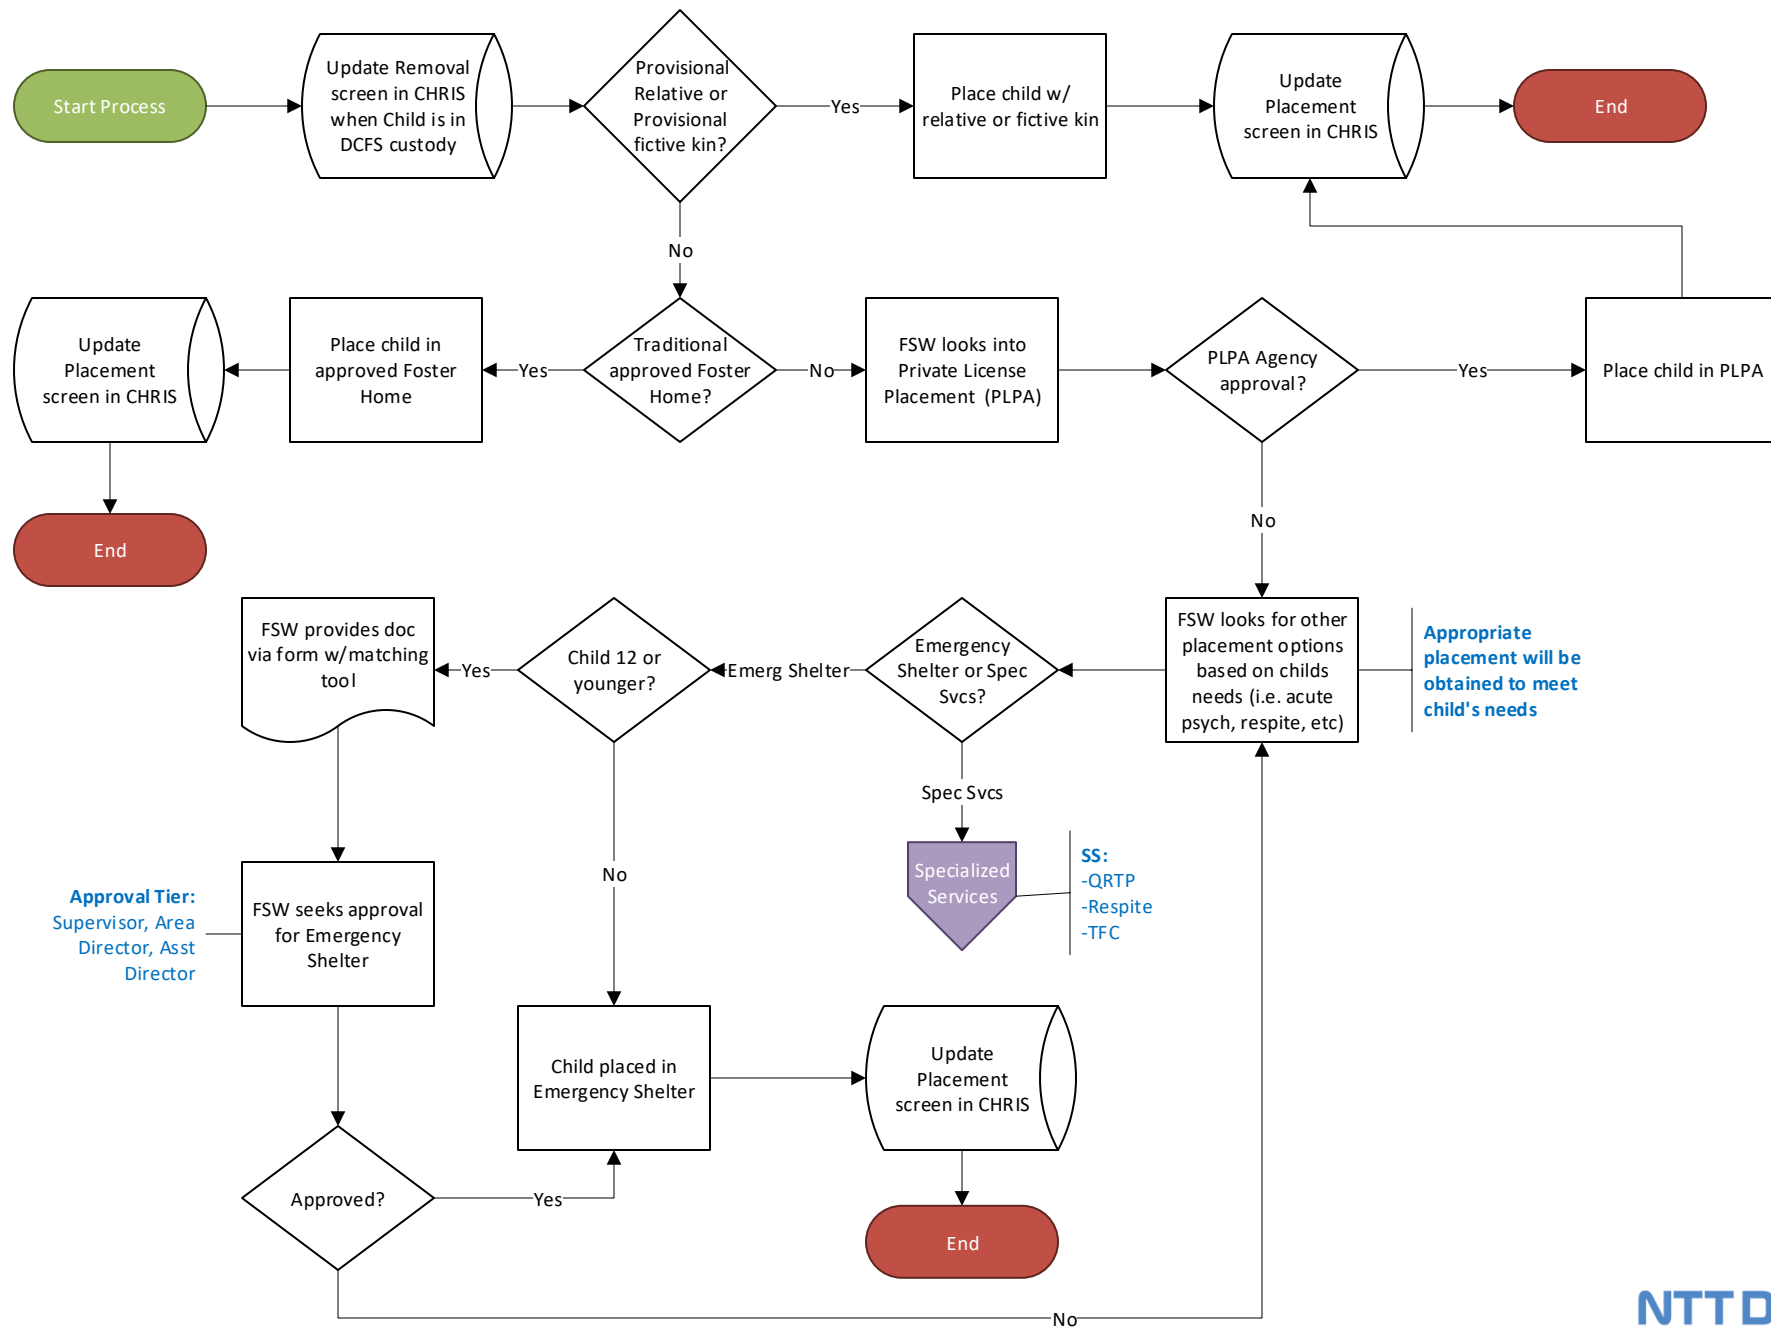 Start Process
Update Removal
screen in CHRIS
when Child is in
DCFS custody
Provisional
Relative or
Provisional
fictive kin?
Yes
Place child w/
relative or fictive kin
Update
Placement
screen in CHRIS
End
No
Update
Placement
screen in CHRIS
Place child in
approved Foster
Home
Yes
Traditional
approved Foster
Home?
No
FSW looks into
Private License
Placement (PLPA)
PLPA Agency
approval?
Yes
Place child in PLPA
No
End
FSW provides doc
via form w/matching
tool
Yes
Child 12 or
younger?
Emerg Shelter
Emergency
Shelter or Spec
Svcs?
FSW looks for other
placement options
based on childs
needs (i.e. acute
psych, respite, etc)
Appropriate
placement will be
obtained to meet
child's needs
Spec Svcs
No
Specialized
Services
SS:
-QRTP
-Respite
-TFC
Approval Tier:
Supervisor, Area
Director, Asst
Director
FSW seeks approval
for Emergency
Shelter
Child placed in
Emergency Shelter
Update
Placement
screen in CHRIS
Approved?
Yes
End
No
NTT D